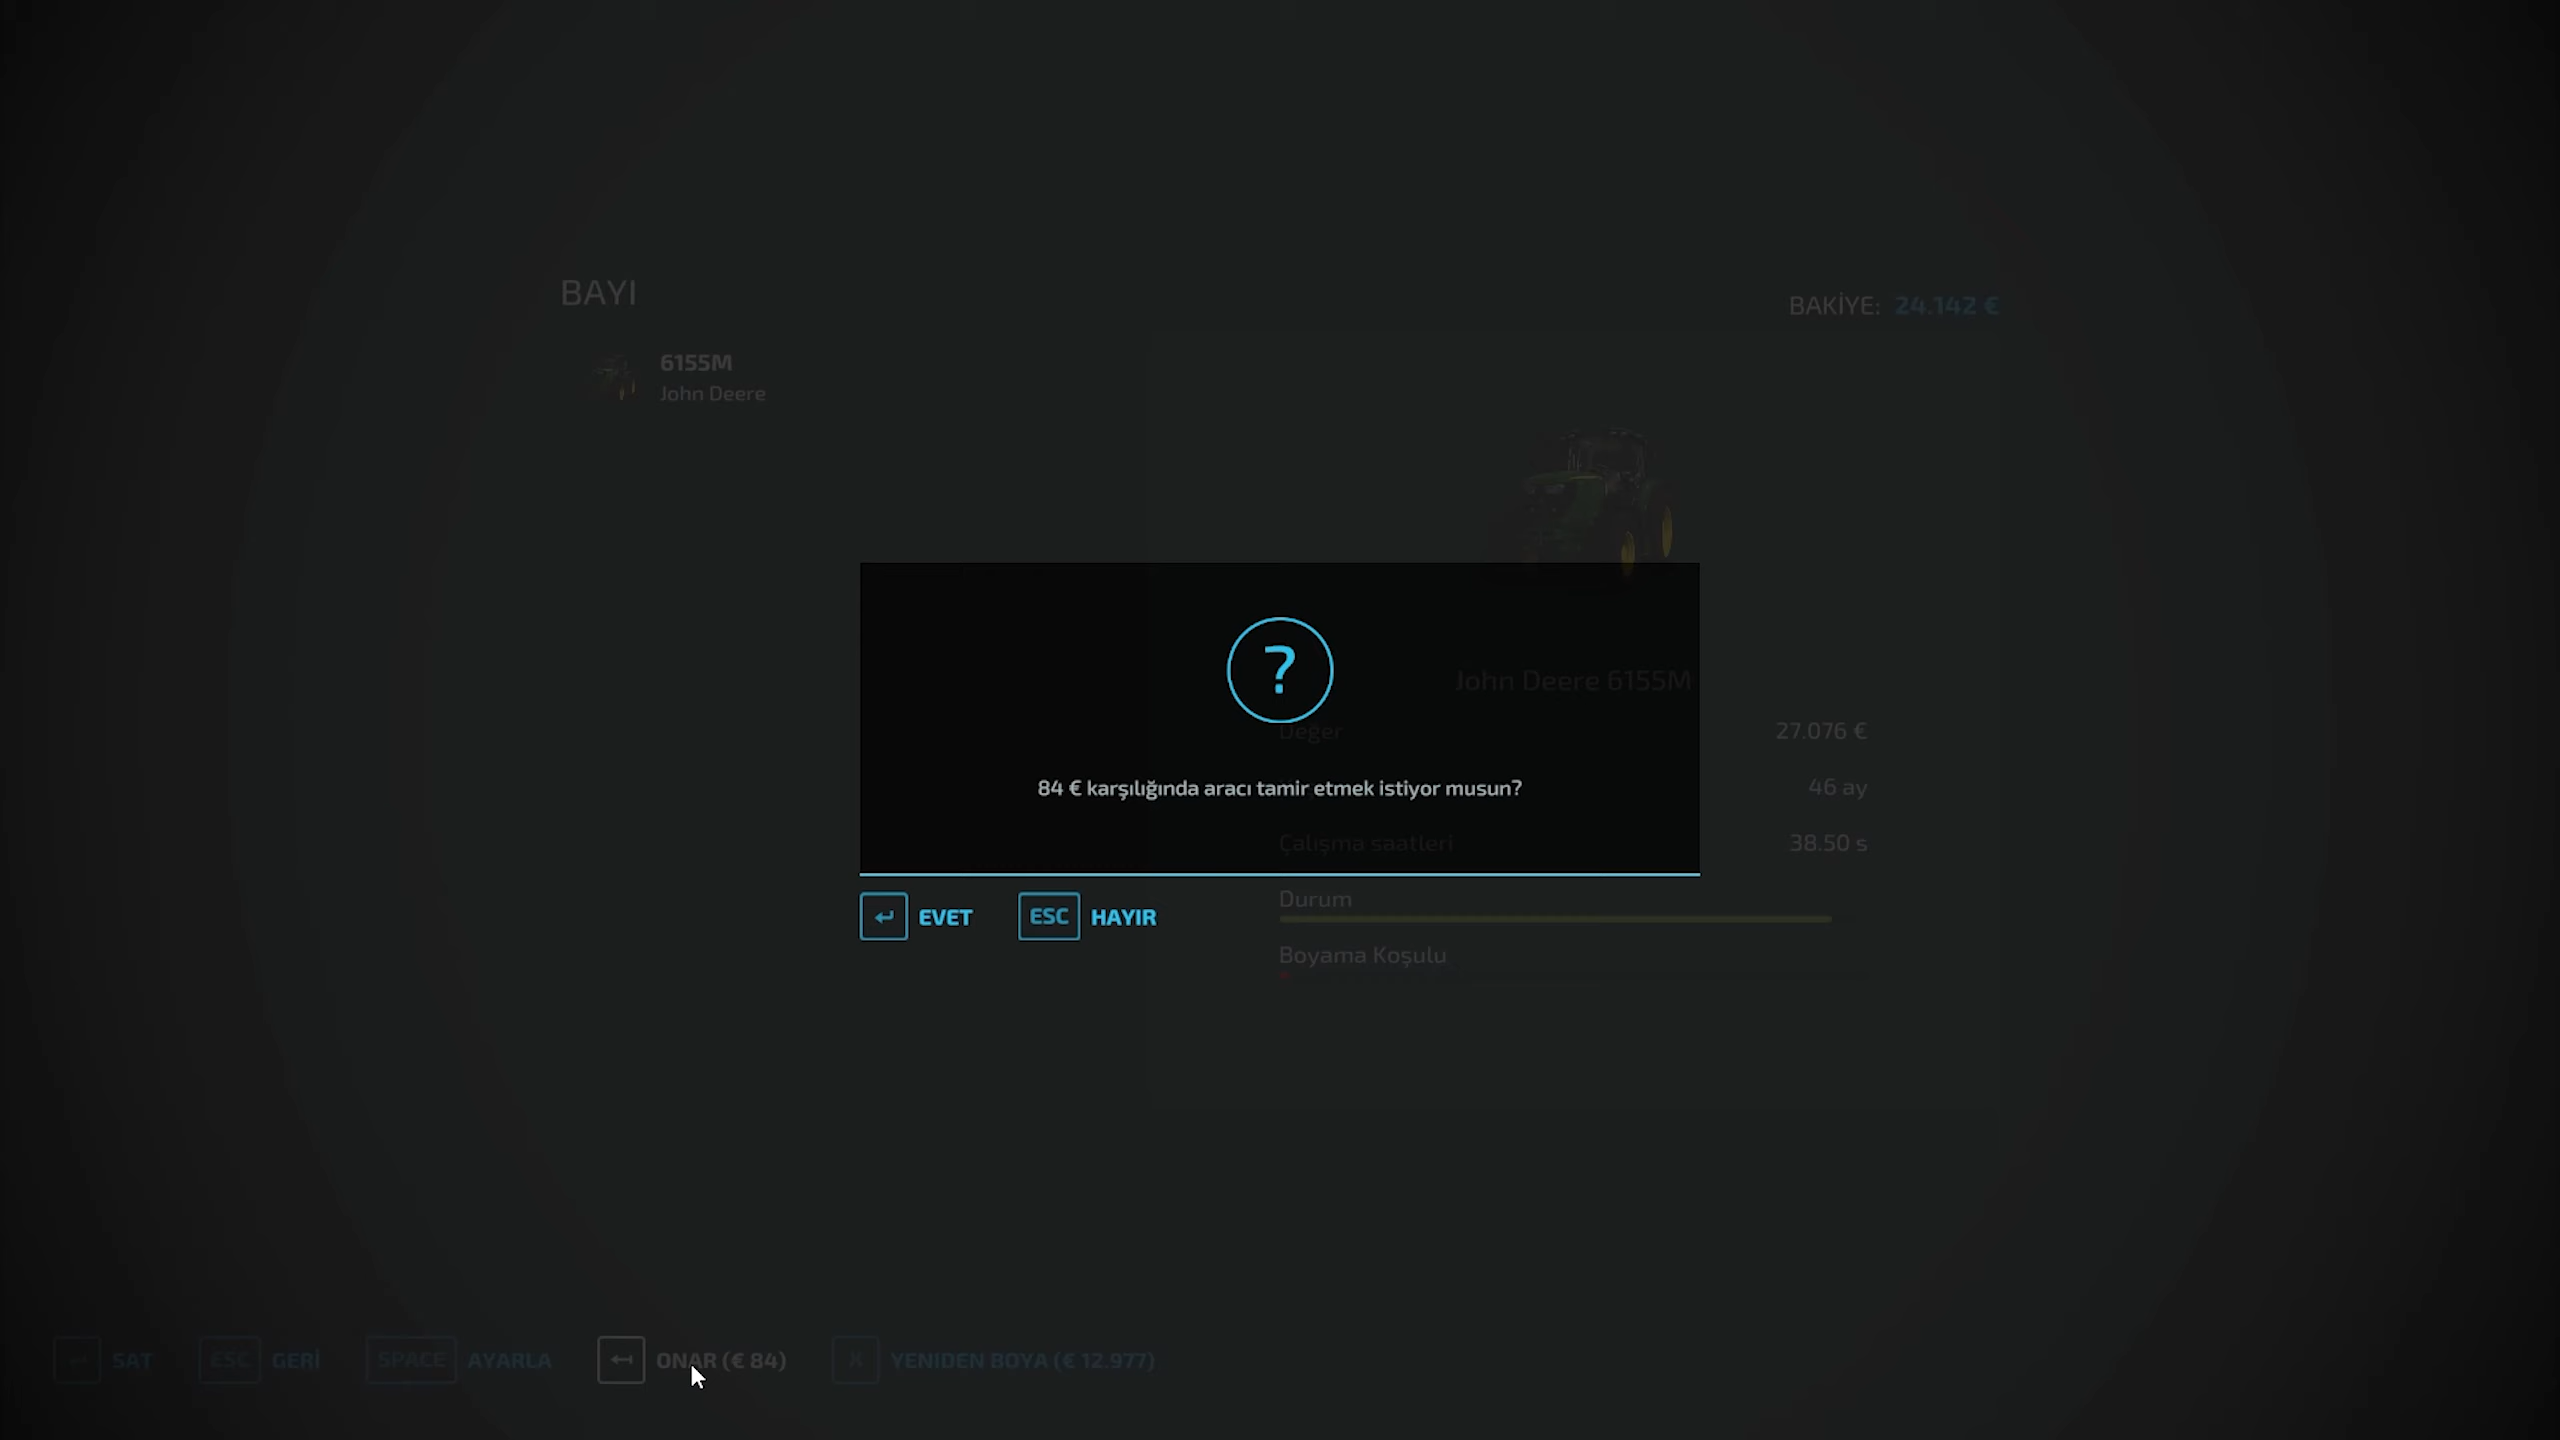 BAYI
BAKİYE: 24.142 €
6155M
John Deere
?
John Deere 6155M
Değer 27.076 €
84 € karşılığında aracı tamir etmek istiyor musun?
46 ay
Çalışma saatleri 38.50 s
EVET
ESC HAYIR
Durum
Boyama Koşulu
SAT
ESC GERİ
SPACE AYARLA
ONAR (€ 84)
X YENIDEN BOYA (€ 12.977)